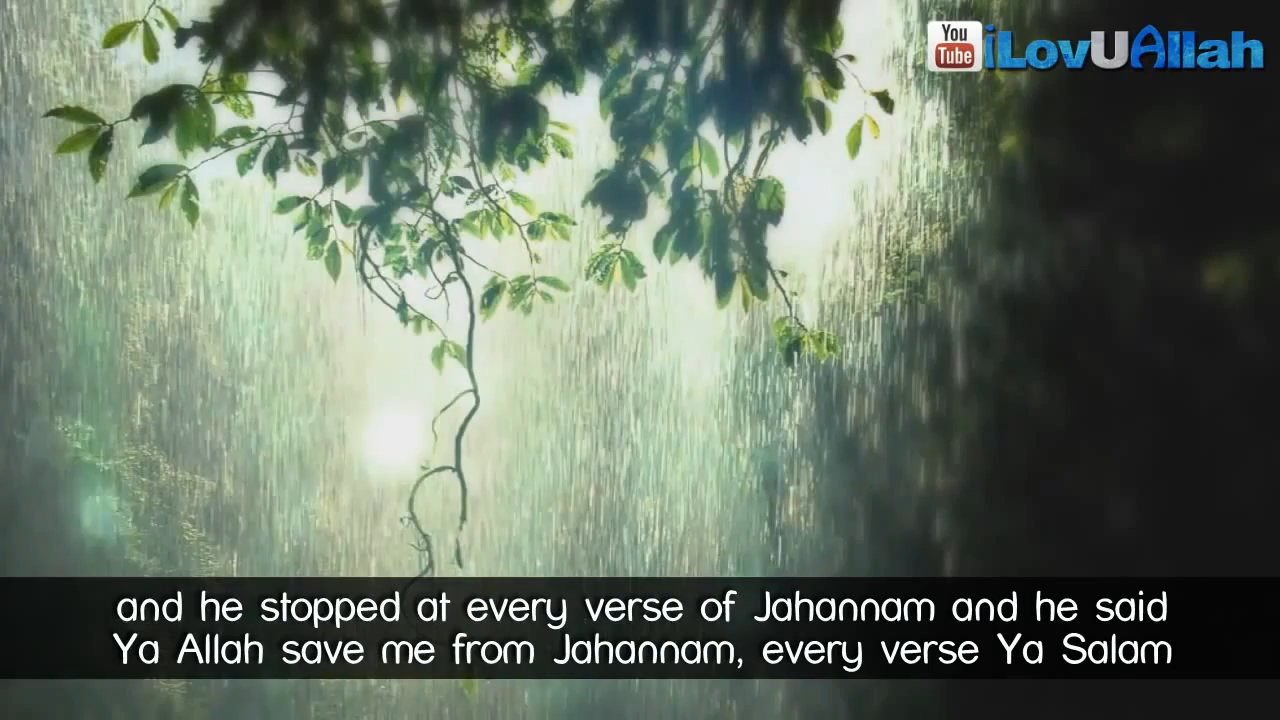 You
Tube
iLovUAllah
and he stopped at every verse of Jahannam and he said
Ya Allah save me from Jahannam, every verse Ya Salam